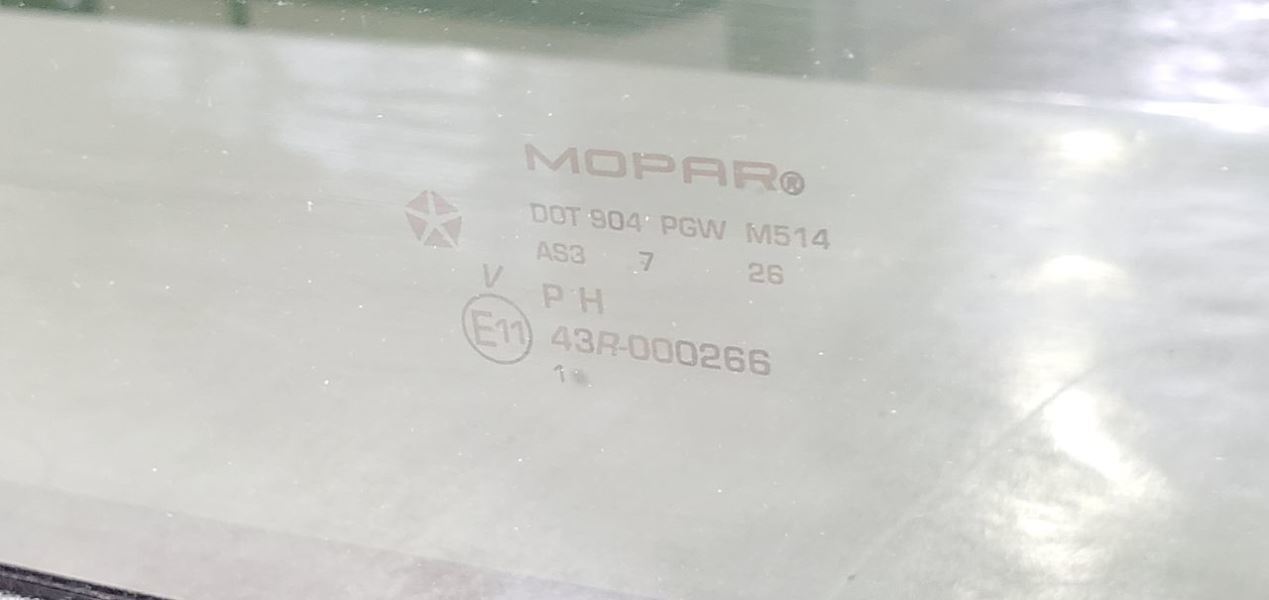 MOPAR®
DOT 904 PGW M514
AS3 7 26
V
P H
E11 43R-000266
1